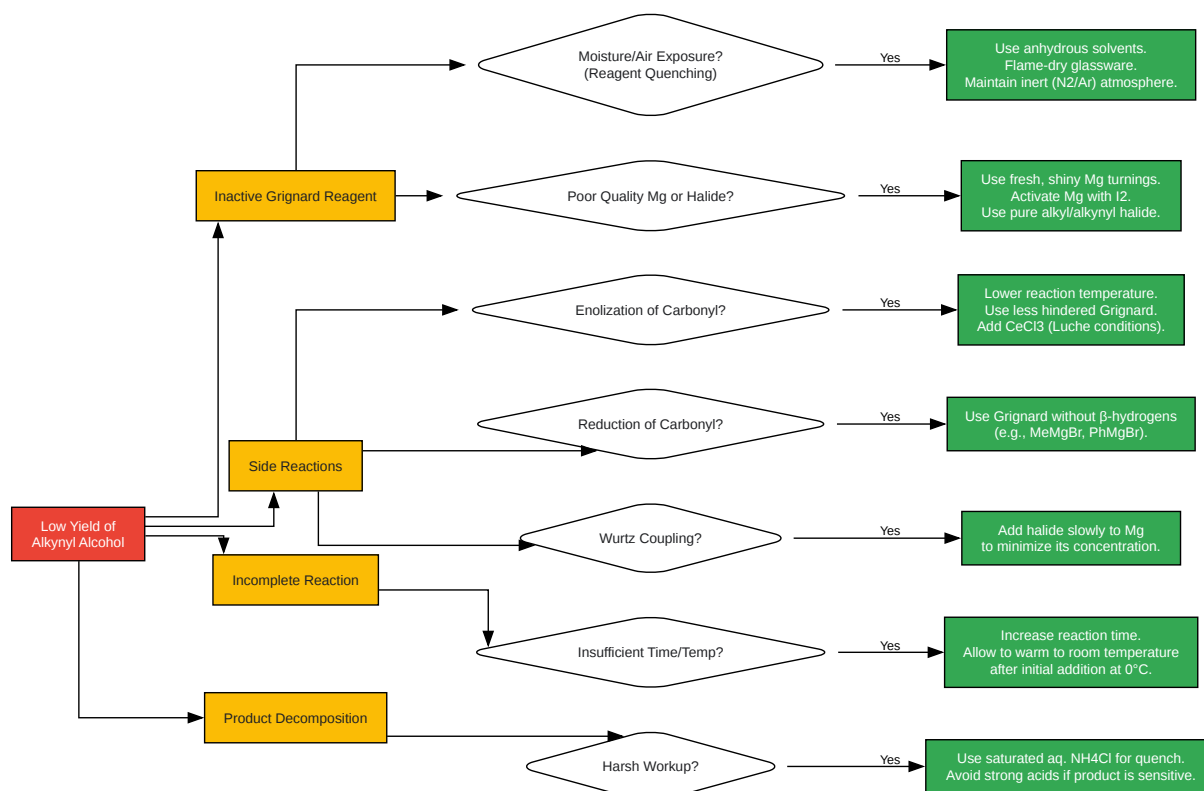 Moisture/Air Exposure?
(Reagent Quenching)
Yes
Use anhydrous solvents.
Flame-dry glassware.
Maintain inert (N2/Ar) atmosphere.
Inactive Grignard Reagent
Poor Quality Mg or Halide?
Yes
Use fresh, shiny Mg turnings.
Activate Mg with I2.
Use pure alkyl/alkynyl halide.
Enolization of Carbonyl?
Yes
Lower reaction temperature.
Use less hindered Grignard.
Add CeCl3 (Luche conditions).
Reduction of Carbonyl?
Yes
Use Grignard without β-hydrogens
(e.g., MeMgBr, PhMgBr).
Side Reactions
Low Yield of
Alkynyl Alcohol
Wurtz Coupling?
Yes
Add halide slowly to Mg
to minimize its concentration.
Incomplete Reaction
Insufficient Time/Temp?
Yes
Increase reaction time.
Allow to warm to room temperature
after initial addition at 0°C.
Product Decomposition
Harsh Workup?
Yes
Use saturated aq. NH4Cl for quench.
Avoid strong acids if product is sensitive.